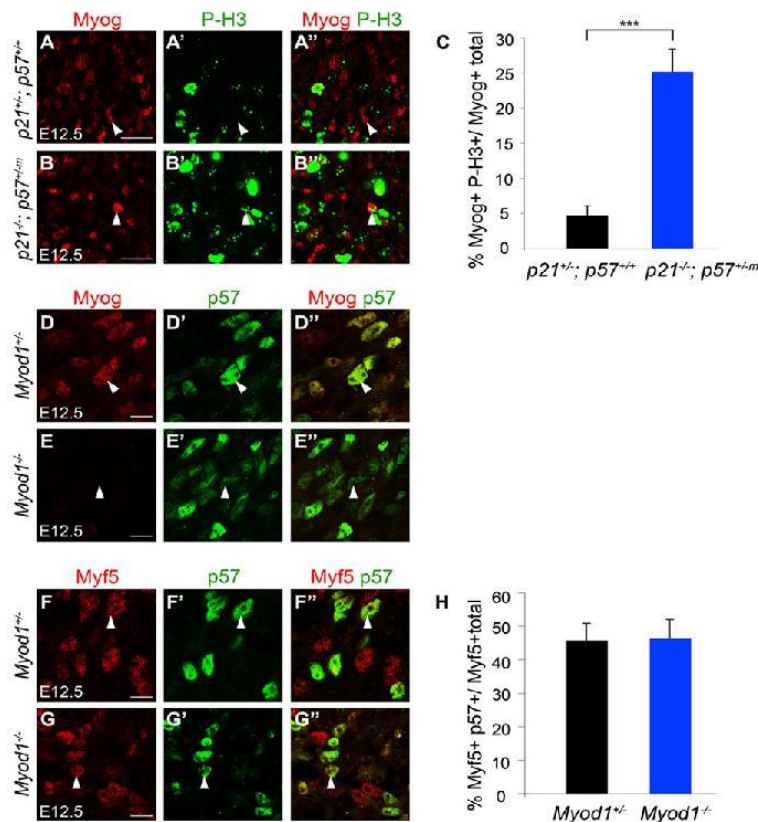 Myog P-H3 Myog P-H3
p21+/-; p57+/+
A A' A"
E12.5
p21-/-; p57+/-m
B B' B"
E12.5
C
***
% Myog+ P-H3+/ Myog+ total
30
25
20
15
10
5
0
p21+/-; p57+/+ p21-/-; p57+/-m
Myog p57 Myog p57
Myod1+/-
D D' D"
E12.5
Myod1-/-
E E' E"
E12.5
Myf5 p57 Myf5 p57
Myod1+/-
F F' F"
E12.5
Myod1-/-
G G' G"
E12.5
H
% Myf5+ p57+/ Myf5+total
60
50
40
30
20
10
0
Myod1+/- Myod1-/-